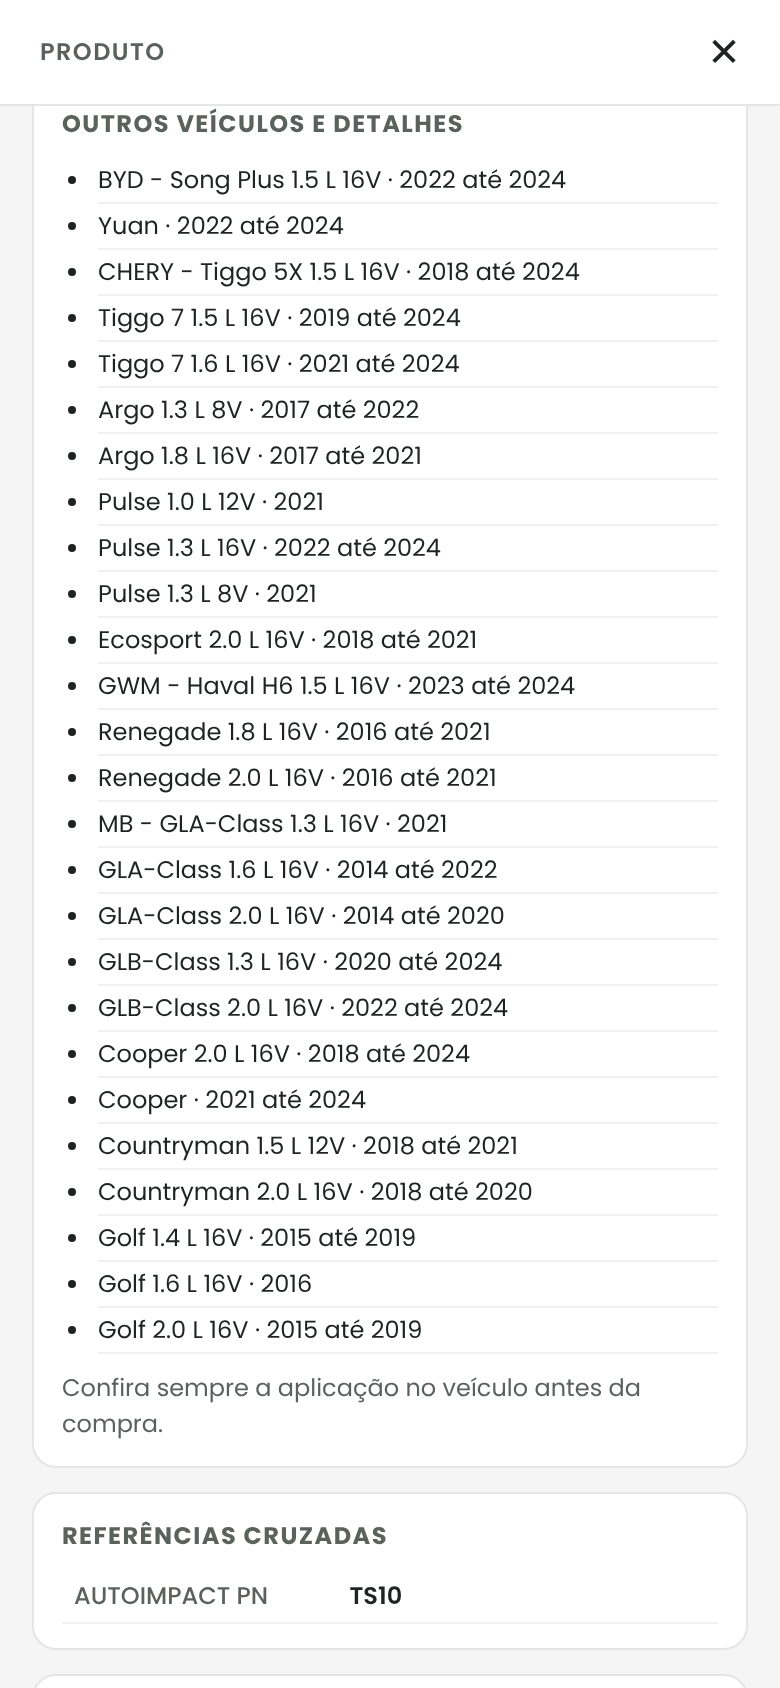 PRODUTO
OUTROS VEÍCULOS E DETALHES
BYD - Song Plus 1.5 L 16V · 2022 até 2024
Yuan · 2022 até 2024
CHERY - Tiggo 5X 1.5 L 16V · 2018 até 2024
Tiggo 7 1.5 L 16V · 2019 até 2024
Tiggo 7 1.6 L 16V · 2021 até 2024
Argo 1.3 L 8V · 2017 até 2022
Argo 1.8 L 16V · 2017 até 2021
Pulse 1.0 L 12V · 2021
Pulse 1.3 L 16V · 2022 até 2024
Pulse 1.3 L 8V · 2021
Ecosport 2.0 L 16V · 2018 até 2021
GWM - Haval H6 1.5 L 16V · 2023 até 2024
Renegade 1.8 L 16V · 2016 até 2021
Renegade 2.0 L 16V · 2016 até 2021
MB - GLA-Class 1.3 L 16V · 2021
GLA-Class 1.6 L 16V · 2014 até 2022
GLA-Class 2.0 L 16V · 2014 até 2020
GLB-Class 1.3 L 16V · 2020 até 2024
GLB-Class 2.0 L 16V · 2022 até 2024
Cooper 2.0 L 16V · 2018 até 2024
Cooper · 2021 até 2024
Countryman 1.5 L 12V · 2018 até 2021
Countryman 2.0 L 16V · 2018 até 2020
Golf 1.4 L 16V · 2015 até 2019
Golf 1.6 L 16V · 2016
Golf 2.0 L 16V · 2015 até 2019
Confira sempre a aplicação no veículo antes da
compra.
REFERÊNCIAS CRUZADAS
AUTOIMPACT PN TS10